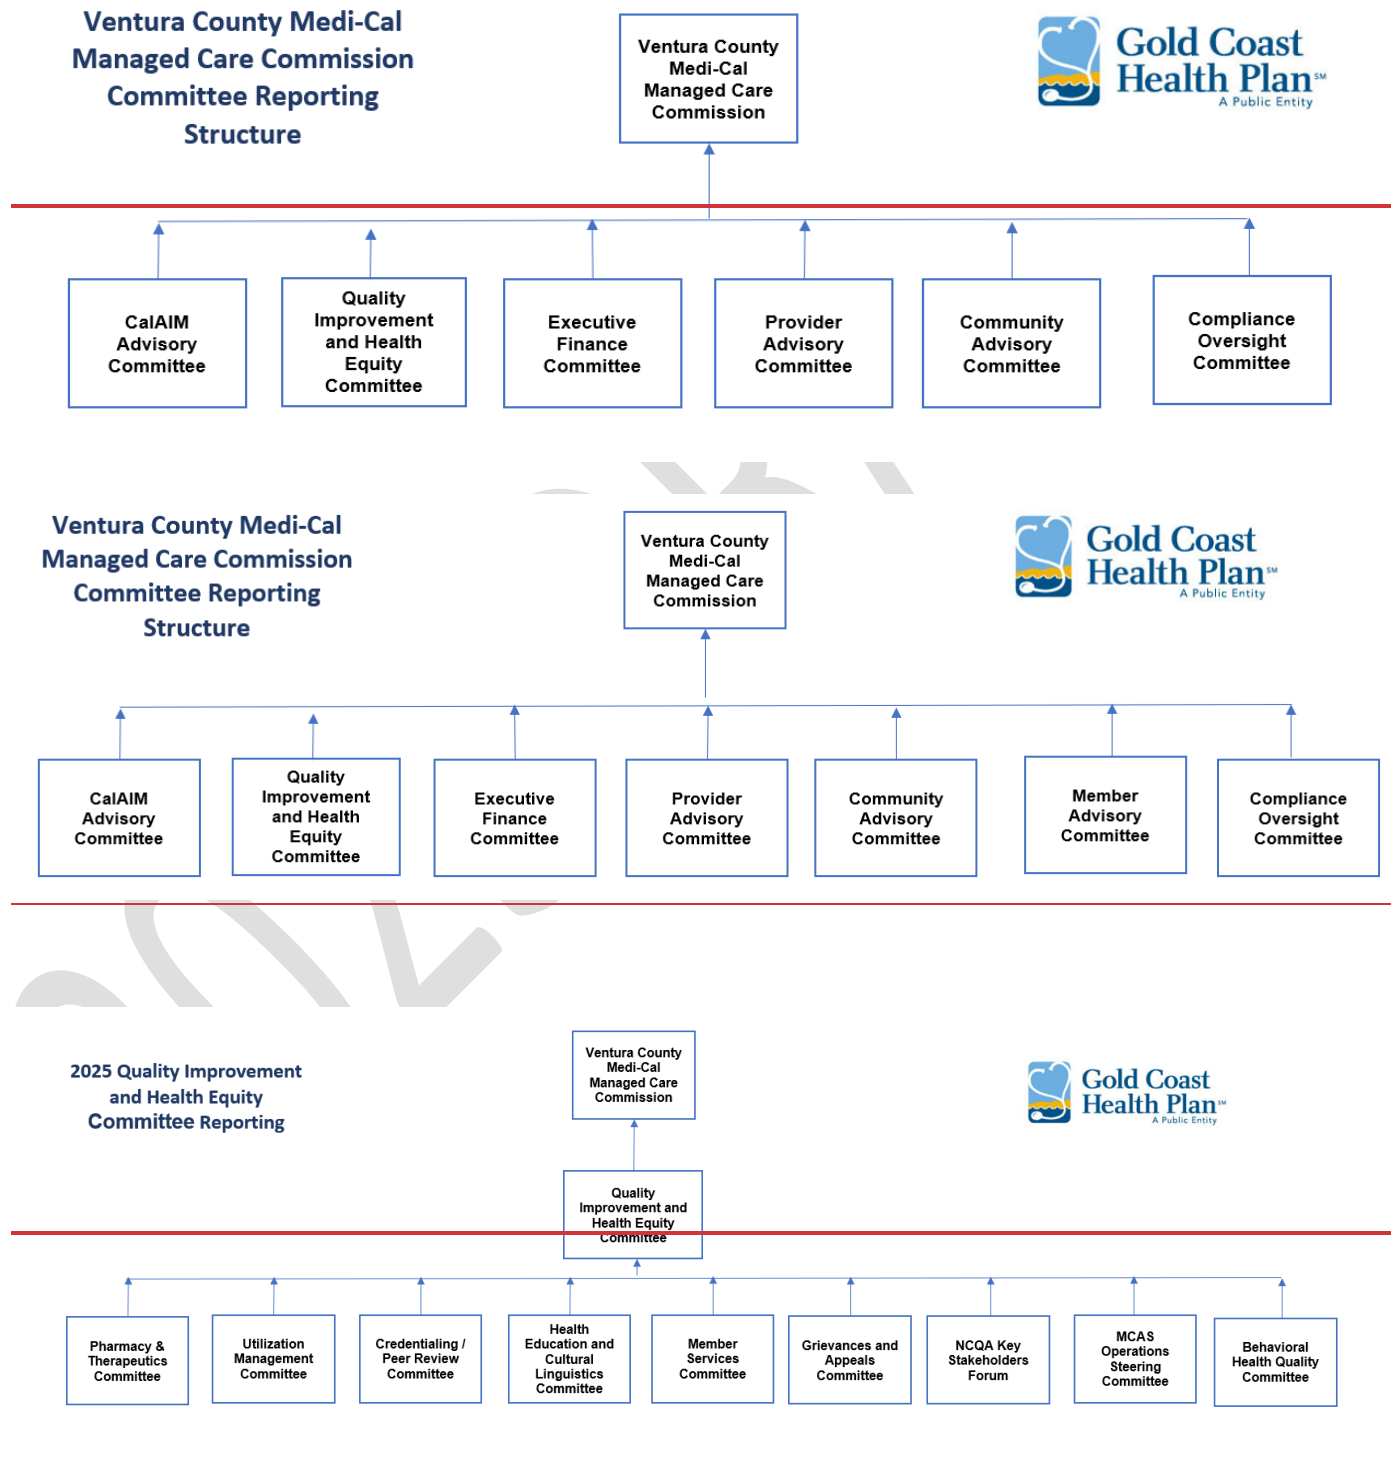 Ventura County Medi-Cal
Managed Care Commission
Committee Reporting
Structure
Ventura County
Medi-Cal
Managed Care
Commission
Gold Coast
Health Plan℠
A Public Entity
CalAIM
Advisory
Committee
Quality
Improvement
and Health
Equity
Committee
Executive
Finance
Committee
Provider
Advisory
Committee
Community
Advisory
Committee
Compliance
Oversight
Committee
Ventura County Medi-Cal
Managed Care Commission
Committee Reporting
Structure
Ventura County
Medi-Cal
Managed Care
Commission
Gold Coast
Health Plan℠
A Public Entity
CalAIM
Advisory
Committee
Quality
Improvement
and Health
Equity
Committee
Executive
Finance
Committee
Provider
Advisory
Committee
Community
Advisory
Committee
Member
Advisory
Committee
Compliance
Oversight
Committee
2025 Quality Improvement
and Health Equity
Committee Reporting
Ventura County
Medi-Cal
Managed Care
Commission
Gold Coast
Health Plan℠
A Public Entity
Quality
Improvement and
Health Equity
Committee
Pharmacy &
Therapeutics
Committee
Utilization
Management
Committee
Credentialing /
Peer Review
Committee
Health
Education and
Cultural
Linguistics
Committee
Member
Services
Committee
Grievances and
Appeals
Committee
NCQA Key
Stakeholders
Forum
MCAS
Operations
Steering
Committee
Behavioral
Health Quality
Committee